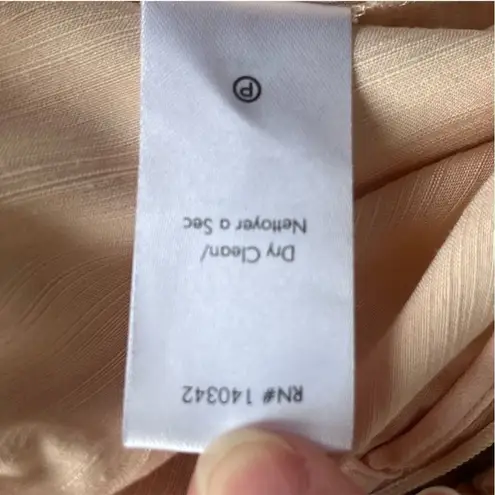 RN# 140342
Dry Clean/
Nettoyer a Sec
P